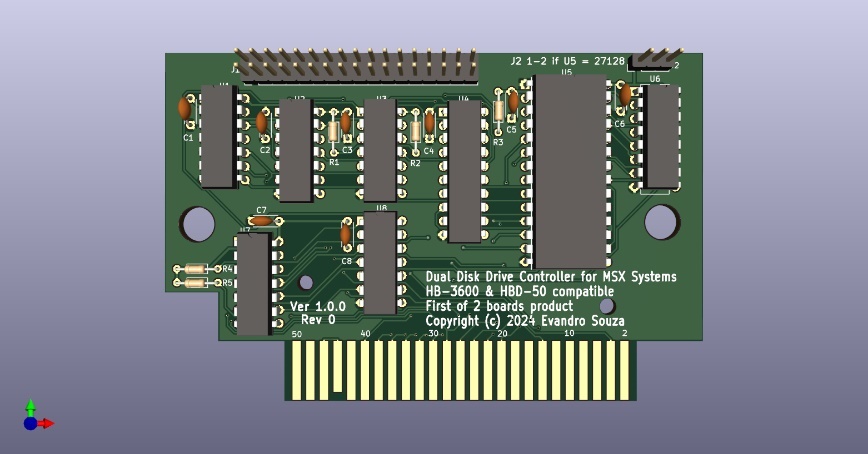 J2 1-2 if U5 = 27128
2
U5
U6
U1
U2
U3
U4
C1
C2
R1
C3
R2
C4
R3
C5
C6
C7
U7
U8
C8
R4
R5
Dual Disk Drive Controller for MSX Systems
HB-3600 & HBD-50 compatible
First of 2 boards product
Copyright (c) 2024 Evandro Souza
Ver 1.0.0
Rev 0
50 40 30 20 10 2